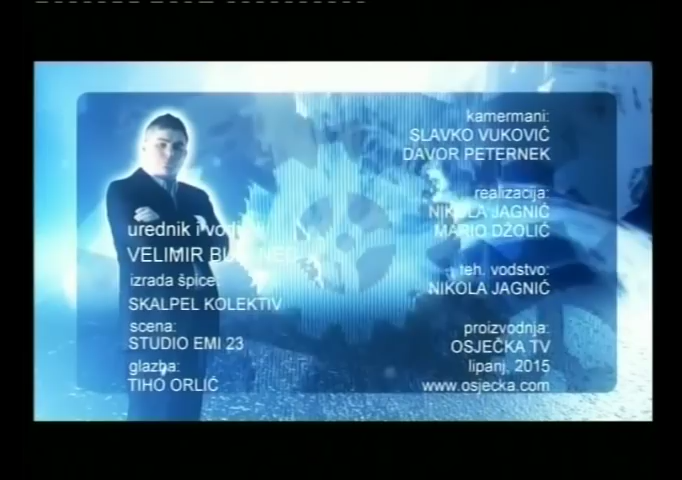 urednik i
VELIMIR
izrada špice:
SKALPEL KOLEKTIV
scena:
STUDIO EMI 23
glazba:
TIHO ORLIĆ
kamermani:
SLAVKO VUKOVIĆ
DAVOR PETERNEK
realizacija:
NIKOLA JAGNIĆ
MARIO DŽOLIĆ
teh. vodstvo:
NIKOLA JAGNIĆ
proizvodnja:
OSJEČKA TV
lipanj, 2015
www.osjecka.com